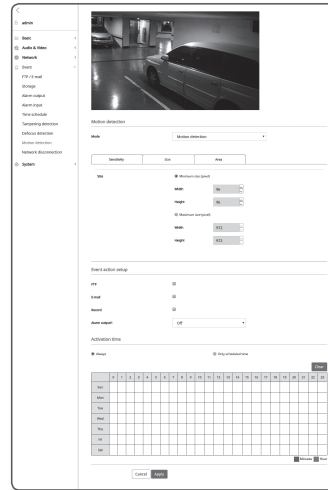 admin
Basic
Audio & Video
Network
Event
FTP / E-mail
Storage
Alarm output
Alarm input
Time schedule
Tampering detection
Defocus detection
Motion detection
Network disconnection
System
Motion detection
Mode Motion detection
Sensitivity Size Area
Size Minimum size (pixel)
Width 96
Height 96
Maximum size(pixel)
Width
Height
Event action setup
FTP
E-mail
Record
Alarm output1 Off
Activation time
Always Only scheduled time
Clear
0 1 2 3 4 5 6 7 8 9 10 11 12 13 14 15 16 17 18 19 20 21 22 23
Sun
Mon
Tue
Wed
Thu
Fri
Sat
Minutes Hour
Cancel Apply